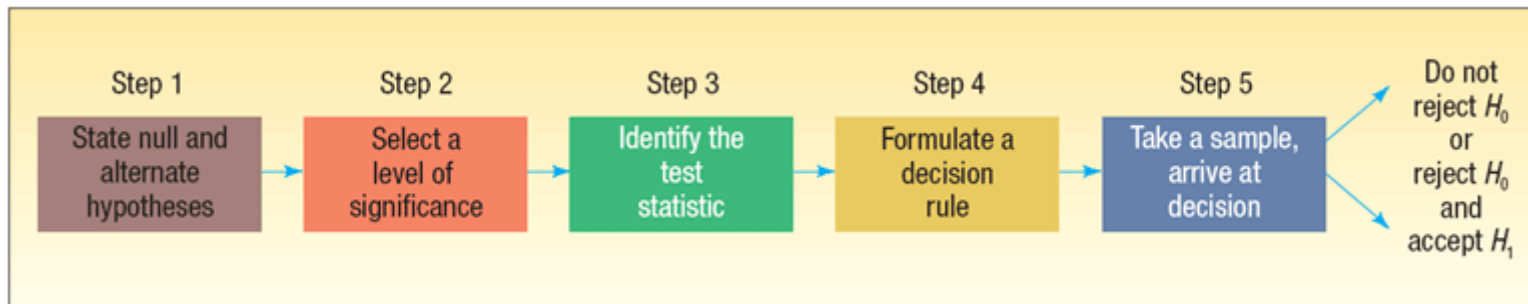 Step 1
State null and
alternate
hypotheses
Step 2
Select a
level of
significance
Step 3
Identify the
test
statistic
Step 4
Formulate a
decision
rule
Step 5
Take a sample,
arrive at
decision
Do not
reject H₀
or
reject H₀
and
accept H₁